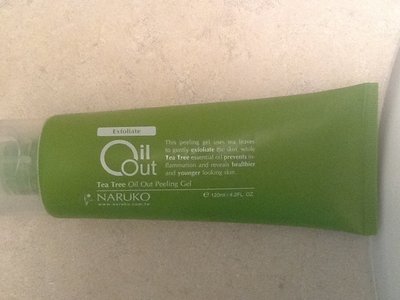 Exfoliate
Oil
Out
Tea Tree Oil Out Peeling Gel
NARUKO
www.naruko.com.tw
This peeling gel uses tea leaves
to gently exfoliate the skin, while
Tea Tree essential oil prevents in-
flammation and reveals healthier
and younger looking skin.
℮ 120ml / 4.2FL. OZ